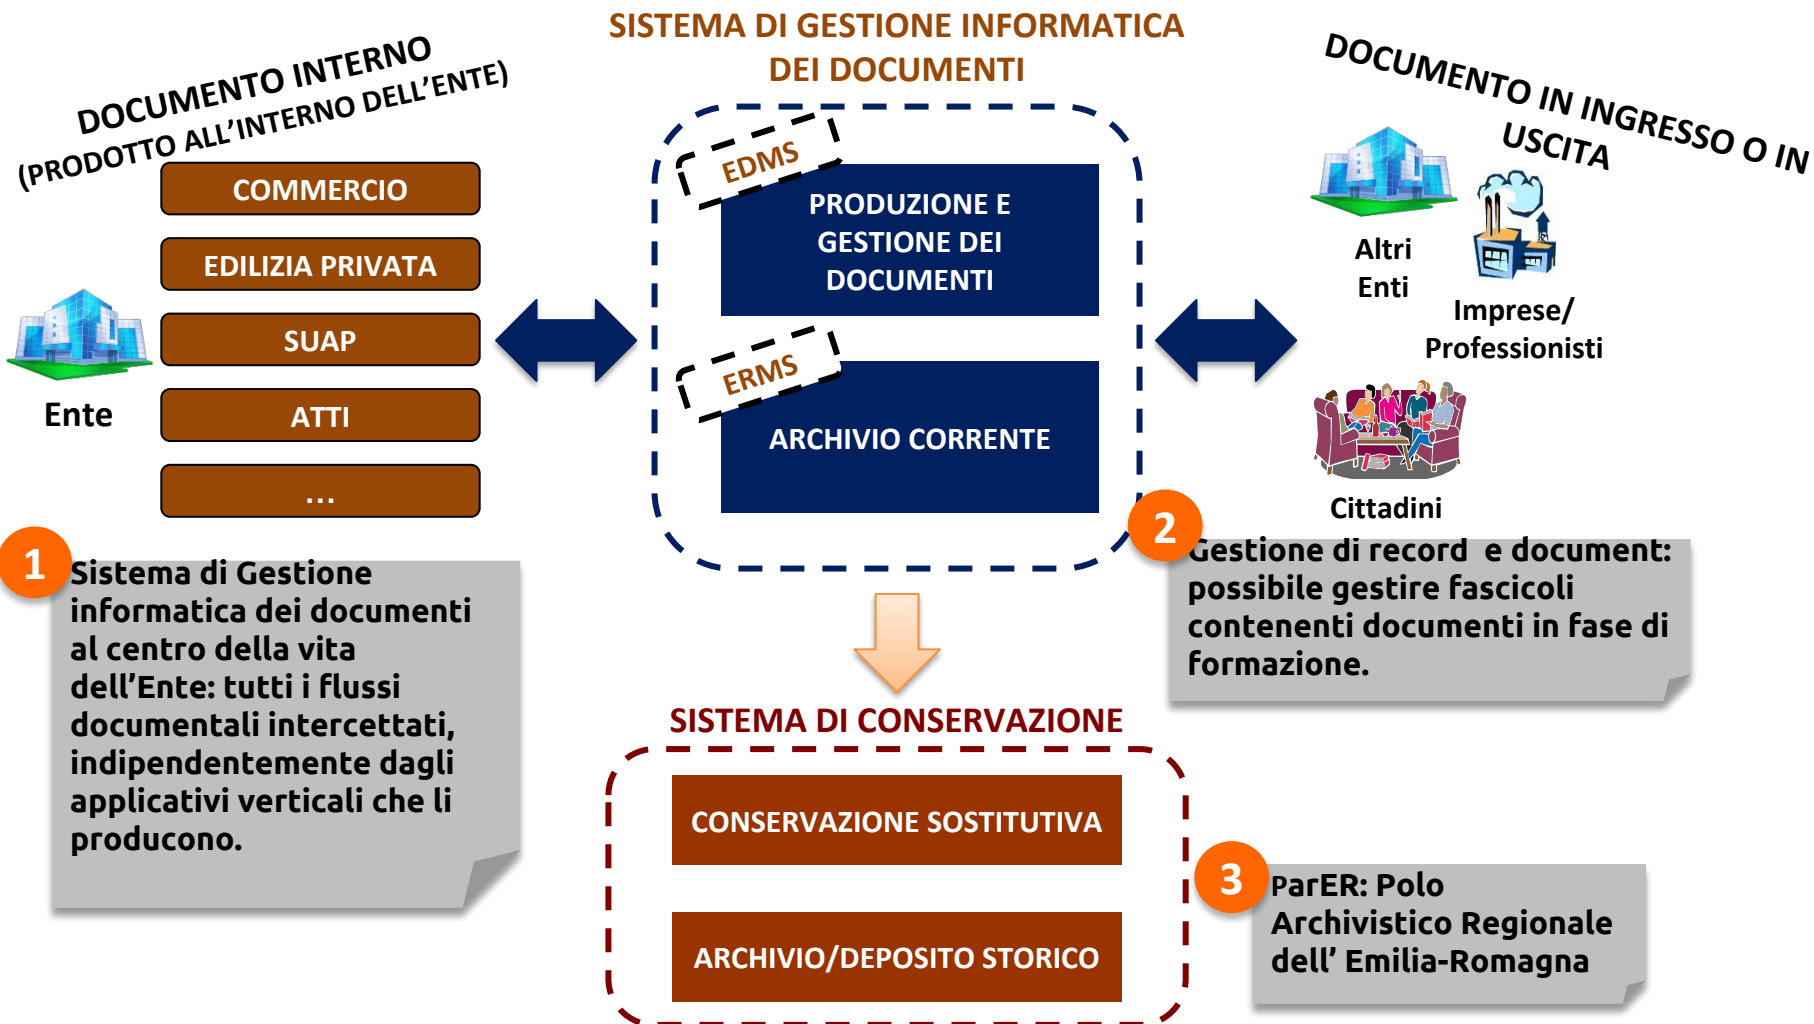 SISTEMA DI GESTIONE INFORMATICA
DEI DOCUMENTI
DOCUMENTO INTERNO
(PRODOTTO ALL’INTERNO DELL’ENTE)
COMMERCIO
EDILIZIA PRIVATA
SUAP
ATTI
...
Ente
EDMS
PRODUZIONE E
GESTIONE DEI
DOCUMENTI
ERMS
ARCHIVIO CORRENTE
DOCUMENTO IN INGRESSO O IN
USCITA
Altri
Enti
Imprese/
Professionisti
Cittadini
1
Sistema di Gestione
informatica dei documenti
al centro della vita
dell’Ente: tutti i flussi
documentali intercettati,
indipendentemente dagli
applicativi verticali che li
producono.
2
Gestione di record  e document:
possibile gestire fascicoli
contenenti documenti in fase di
formazione.
SISTEMA DI CONSERVAZIONE
CONSERVAZIONE SOSTITUTIVA
ARCHIVIO/DEPOSITO STORICO
3
ParER: Polo
Archivistico Regionale
dell’ Emilia-Romagna